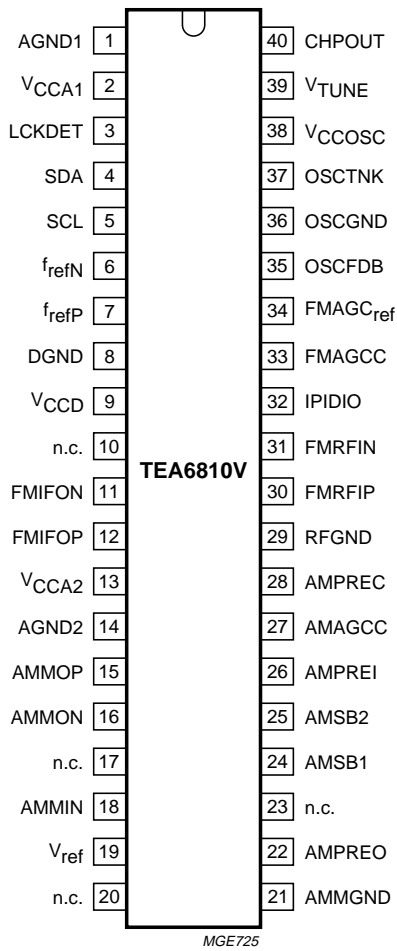 AGND1 1 40 CHPOUT
VCCA1 2 39 VTUNE
LCKDET 3 38 VCCOSC
SDA 4 37 OSCTNK
SCL 5 36 OSCGND
frefN 6 35 OSCFDB
frefP 7 34 FMAGCref
DGND 8 33 FMAGCC
VCCD 9 32 IPIDIO
n.c. 10 31 FMRFIN
TEA6810V
FMIFON 11 30 FMRFIP
FMIFOP 12 29 RFGND
VCCA2 13 28 AMPREC
AGND2 14 27 AMAGCC
AMMOP 15 26 AMPREI
AMMON 16 25 AMSB2
n.c. 17 24 AMSB1
AMMIN 18 23 n.c.
Vref 19 22 AMPREO
n.c. 20 21 AMMGND
MGE725